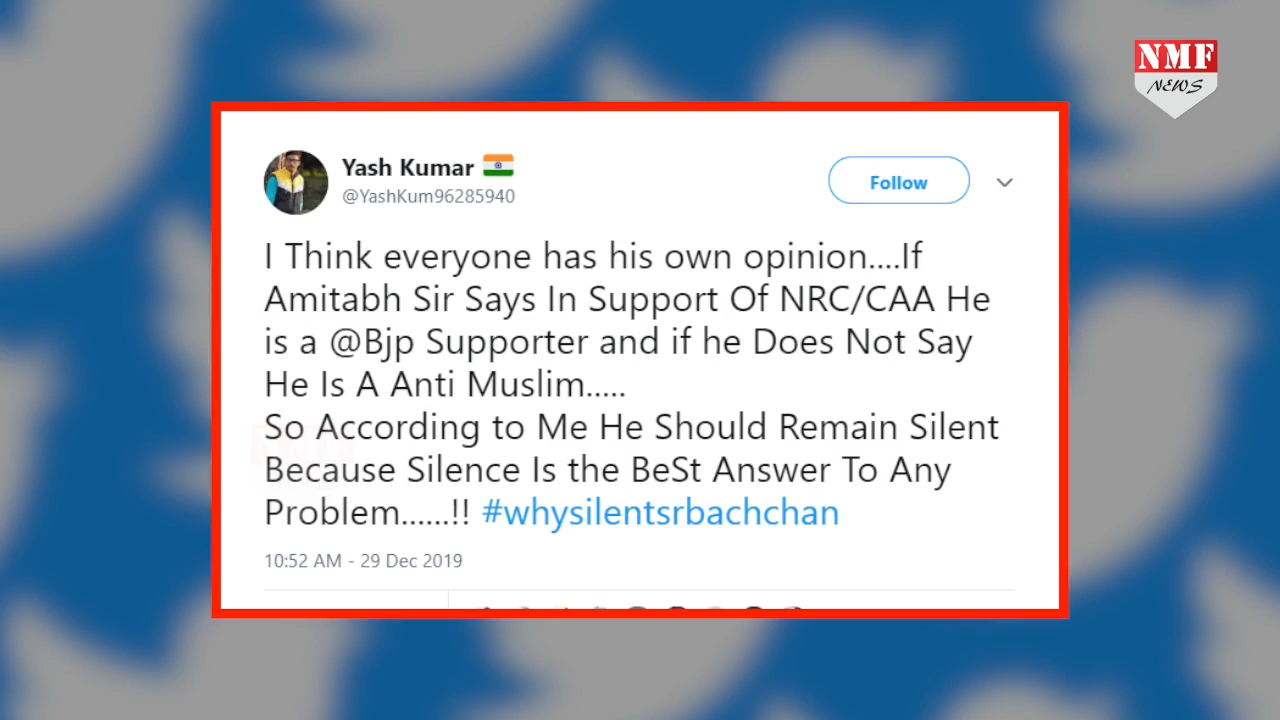 NMF
NEWS
Yash Kumar
@YashKum96285940
Follow
I Think everyone has his own opinion....If
Amitabh Sir Says In Support Of NRC/CAA He
is a @Bjp Supporter and if he Does Not Say
He Is A Anti Muslim.....
So According to Me He Should Remain Silent
Because Silence Is the BeSt Answer To Any
Problem......!! #whysilentsrbachchan
10:52 AM - 29 Dec 2019